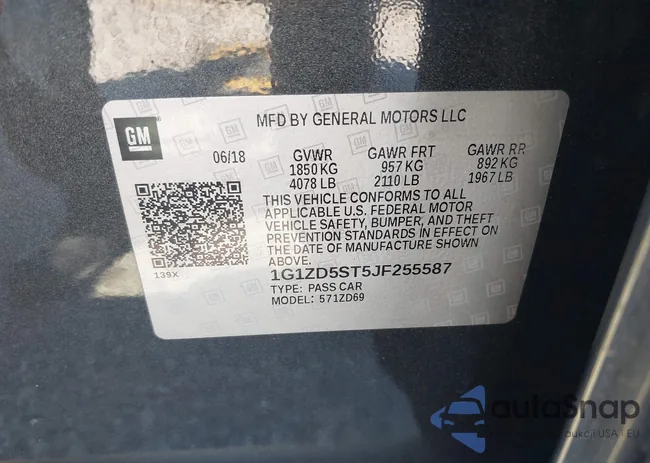 GM
MFD BY GENERAL MOTORS LLC
06/18 GVWR GAWR FRT GAWR RR
1850 KG 957 KG 892 KG
4078 LB 2110 LB 1967 LB
THIS VEHICLE CONFORMS TO ALL
APPLICABLE U.S. FEDERAL MOTOR
VEHICLE SAFETY, BUMPER, AND THEFT
PREVENTION STANDARDS IN EFFECT ON
THE DATE OF MANUFACTURE SHOWN
ABOVE.
139X
1G1ZD5ST5JF255587
TYPE: PASS CAR
MODEL: 571ZD69
autoSnap
aukcji USA i EU